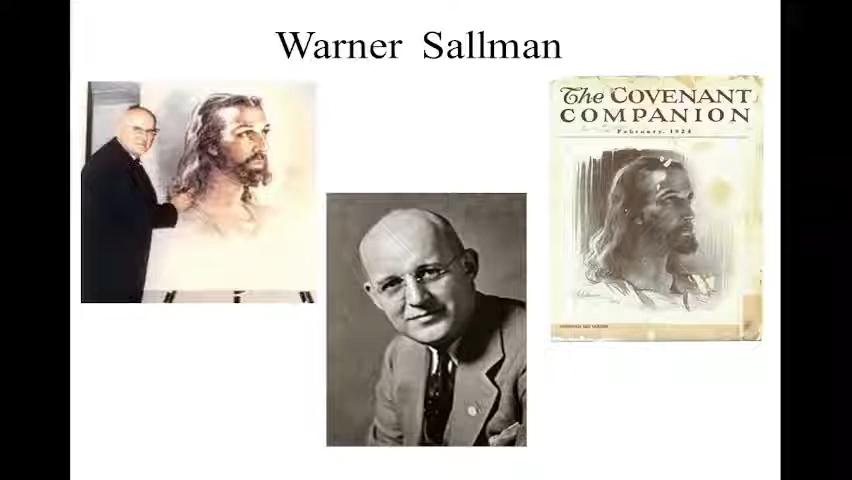 Warner Sallman
The COVENANT
COMPANION
February, 1924